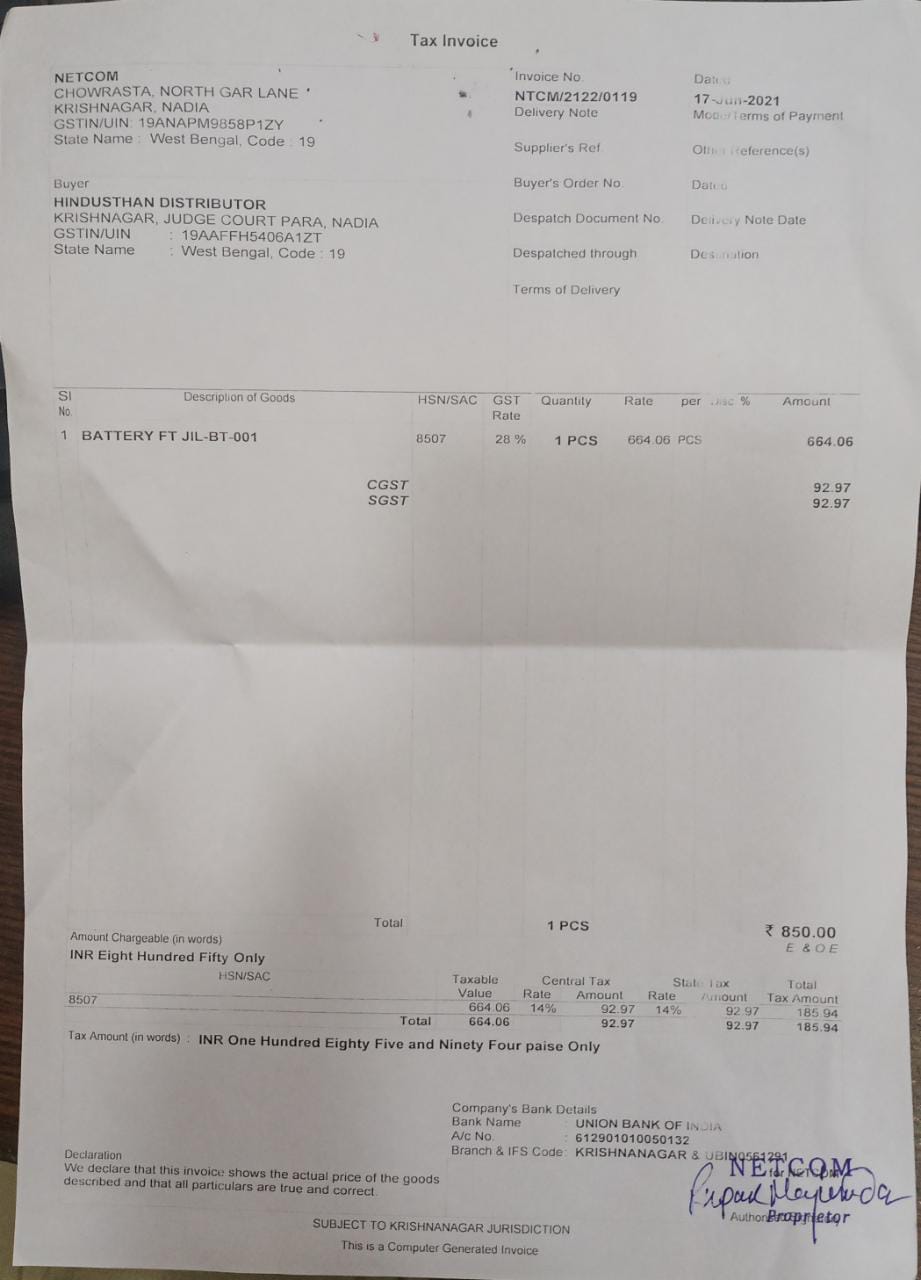 Tax Invoice
NETCOM
CHOWRASTA, NORTH GAR LANE
KRISHNAGAR, NADIA
GSTIN/UIN: 19ANAPM9858P1ZY
State Name : West Bengal, Code : 19
Invoice No. Dated
NTCM/2122/0119 17-Jun-2021
Delivery Note Mode/Terms of Payment
Supplier's Ref. Other Reference(s)
Buyer
HINDUSTHAN DISTRIBUTOR
KRISHNAGAR, JUDGE COURT PARA, NADIA
GSTIN/UIN : 19AAFFH5406A1ZT
State Name : West Bengal, Code : 19
Buyer's Order No. Dated
Despatch Document No. Delivery Note Date
Despatched through Destination
Terms of Delivery
Sl No. Description of Goods HSN/SAC GST Rate Quantity Rate per Disc % Amount
1 BATTERY FT JIL-BT-001 8507 28 % 1 PCS 664.06 PCS 664.06
CGST 92.97
SGST 92.97
Total 1 PCS ₹ 850.00
Amount Chargeable (in words) E & O E
INR Eight Hundred Fifty Only
HSN/SAC Taxable Value Central Tax Rate Amount State Tax Rate Amount Total Tax Amount
8507 664.06 14% 92.97 14% 92.97 185.94
Total 664.06 92.97 92.97 185.94
Tax Amount (in words) : INR One Hundred Eighty Five and Ninety Four paise Only
Company's Bank Details
Bank Name : UNION BANK OF INDIA
A/c No. : 612901010050132
Branch & IFS Code : KRISHNANAGAR & UBIN0561291
Declaration
We declare that this invoice shows the actual price of the goods
described and that all particulars are true and correct.
for NETCOM
NETCOM
Proprietor
SUBJECT TO KRISHNANAGAR JURISDICTION
This is a Computer Generated Invoice